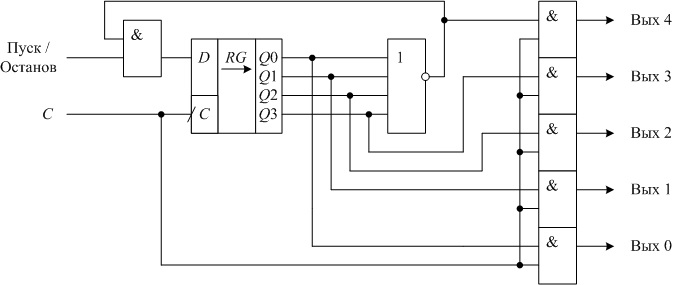 & Вых 4
Пуск /
Останов
& D RG Q0 1
Q1
Q2
Q3
& Вых 3
C C
& Вых 2
& Вых 1
& Вых 0